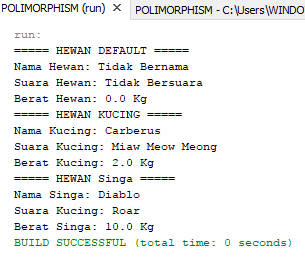 POLIMORPHISM (run) X POLIMORPHISM - C:\Users\WINDO
run:
===== HEWAN DEFAULT =====
Nama Hewan: Tidak Bernama
Suara Hewan: Tidak Bersuara
Berat Hewan: 0.0 Kg
===== HEWAN KUCING =====
Nama Kucing: Carberus
Suara Kucing: Miaw Meow Meong
Berat Kucing: 2.0 Kg
===== HEWAN Singa =====
Nama Singa: Diablo
Suara Kucing: Roar
Berat Singa: 10.0 Kg
BUILD SUCCESSFUL (total time: 0 seconds)